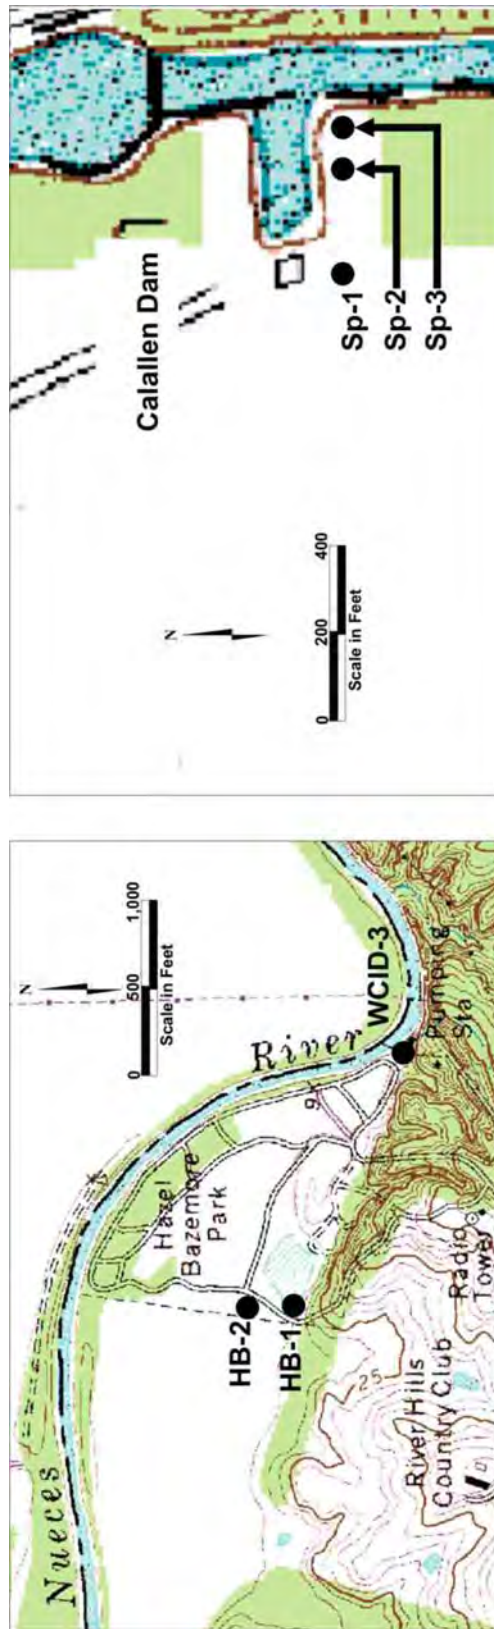 Nueces
River
N
0 500 1,000
Scale in Feet
Hazel
Bazemore
Park
9
WCID-3
Pumping
Sta
HB-2
HB-1
25
River Hills
Country Club
Radio
Tower
Calallen Dam
N
0 200 400
Scale in Feet
Sp-1
Sp-2
Sp-3